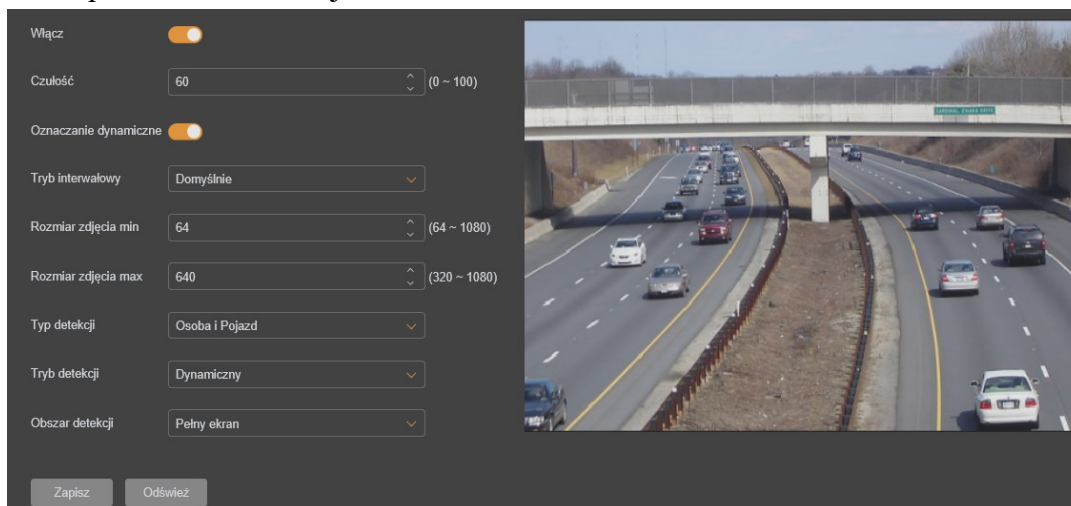 Włącz
Czułość 60 (0 ~ 100)
Oznaczanie dynamiczne
Tryb interwałowy Domyślnie
Rozmiar zdjęcia min 64 (64 ~ 1080)
Rozmiar zdjęcia max 640 (320 ~ 1080)
Typ detekcji Osoba i Pojazd
Tryb detekcji Dynamiczny
Obszar detekcji Pełny ekran
Zapisz Odśwież